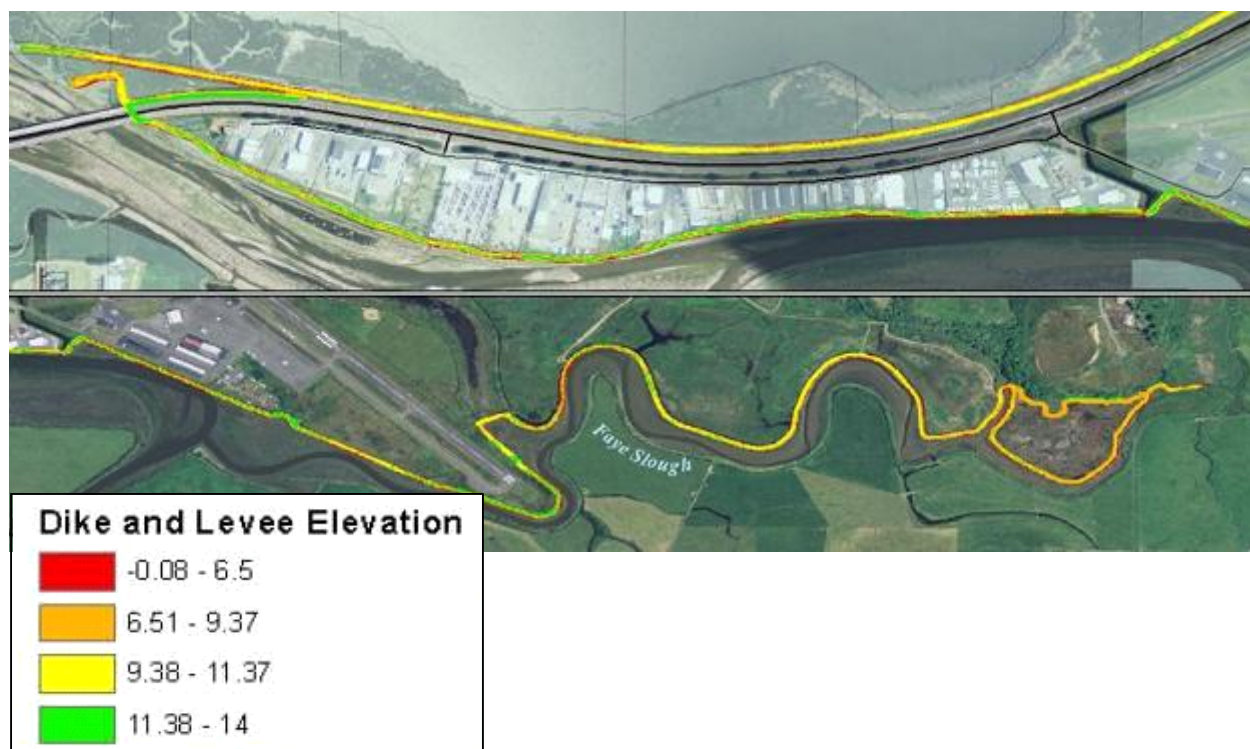 Faye Slough
Dike and Levee Elevation
-0.08 - 6.5
6.51 - 9.37
9.38 - 11.37
11.38 - 14